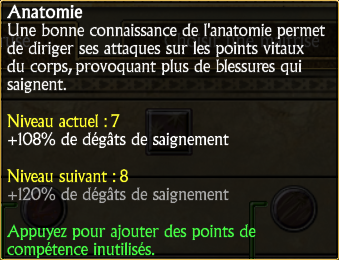 Anatomie
Une bonne connaissance de l'anatomie permet
de diriger ses attaques sur les points vitaux
du corps, provoquant plus de blessures qui
saignent.
Niveau actuel : 7
+108% de dégâts de saignement
Niveau suivant : 8
+120% de dégâts de saignement
Appuyez pour ajouter des points de
compétence inutilisés.